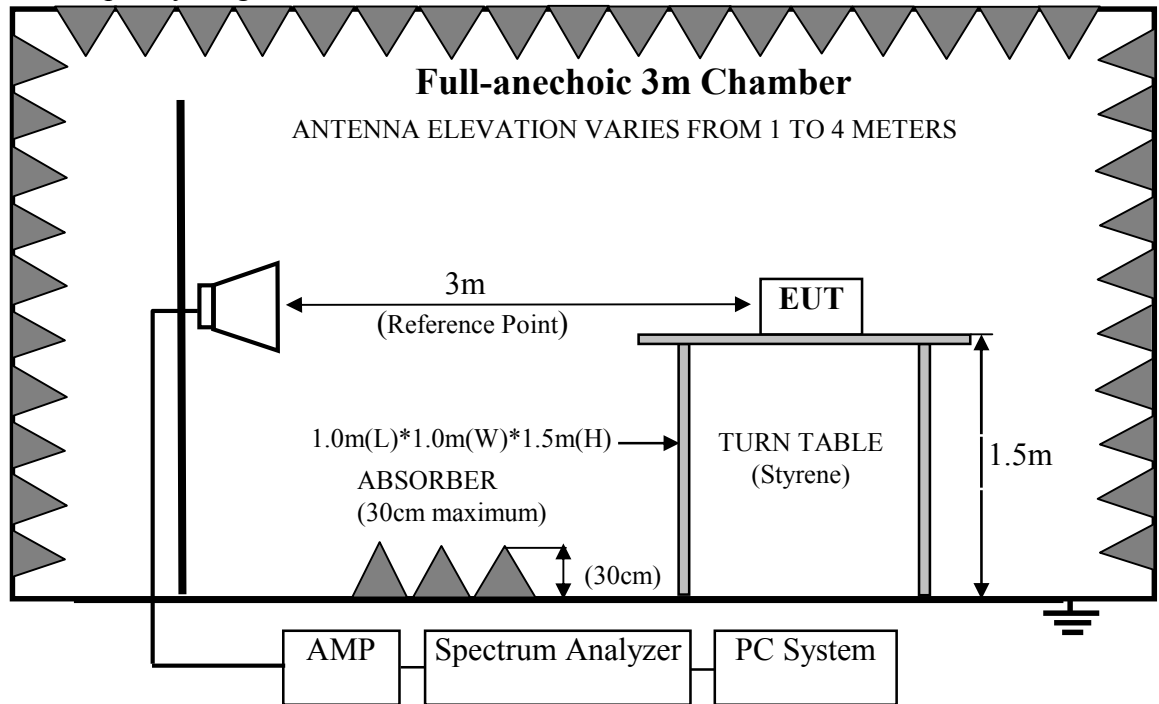 Full-anechoic 3m Chamber
ANTENNA ELEVATION VARIES FROM 1 TO 4 METERS
3m
(Reference Point)
EUT
1.0m(L)*1.0m(W)*1.5m(H)
TURN TABLE
(Styrene)
1.5m
ABSORBER
(30cm maximum)
(30cm)
AMP
Spectrum Analyzer
PC System